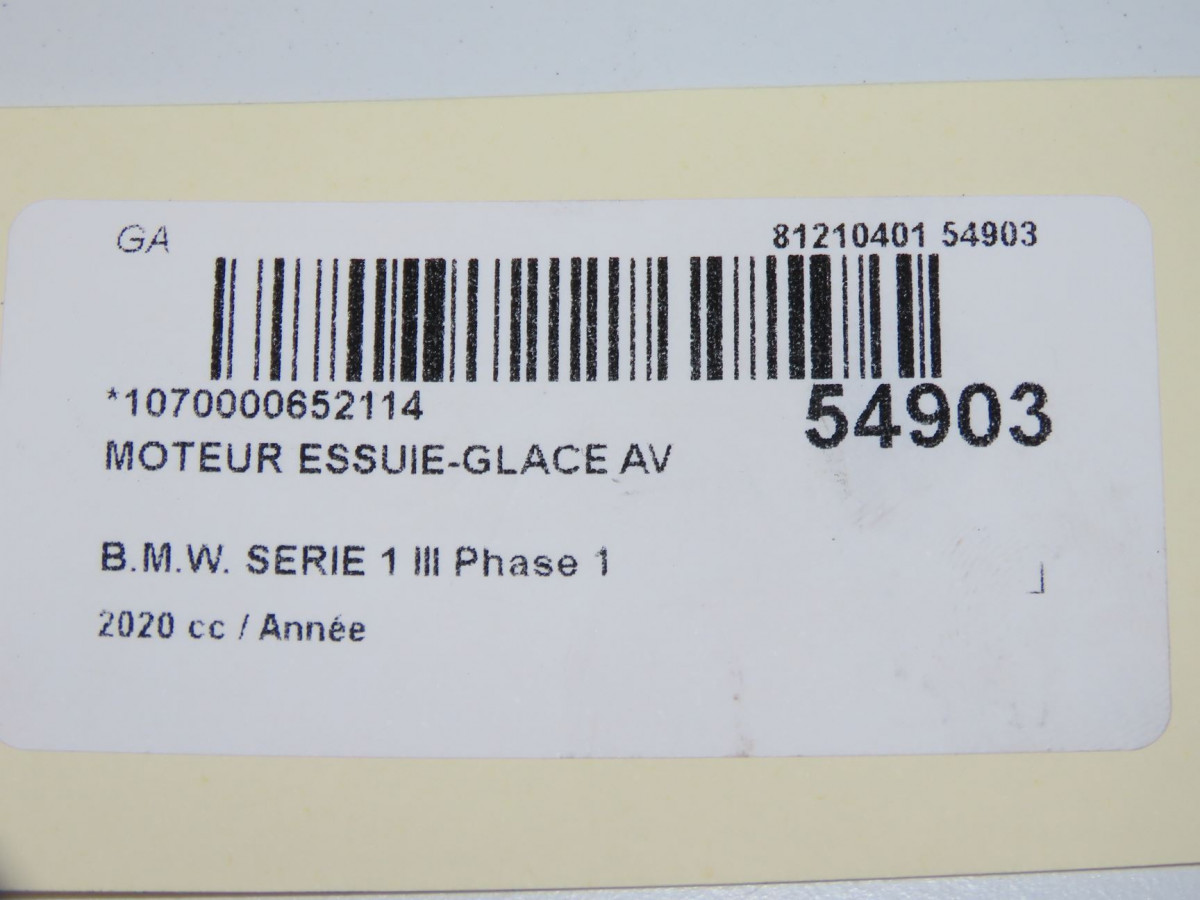 GA
81210401 54903
*1070000652114
54903
MOTEUR ESSUIE-GLACE AV
B.M.W. SERIE 1 III Phase 1
2020 cc / Année